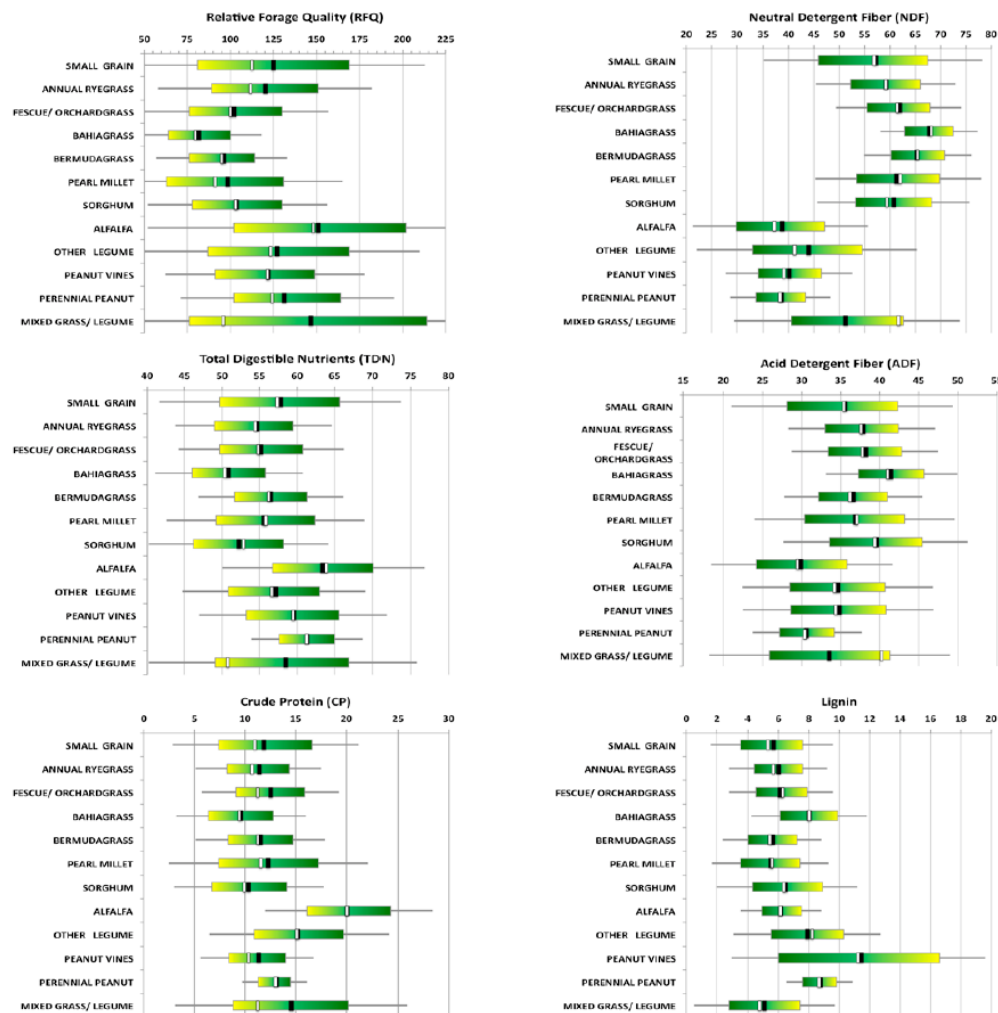 Relative Forage Quality (RFQ)
50 75 100 125 150 175 200 225
SMALL GRAIN
ANNUAL RYEGRASS
FESCUE/ ORCHARDGRASS
BAHIAGRASS
BERMUDAGRASS
PEARL MILLET
SORGHUM
ALFALFA
OTHER LEGUME
PEANUT VINES
PERENNIAL PEANUT
MIXED GRASS/ LEGUME
Neutral Detergent Fiber (NDF)
20 25 30 35 40 45 50 55 60 65 70 75 80
SMALL GRAIN
ANNUAL RYEGRASS
FESCUE/ ORCHARDGRASS
BAHIAGRASS
BERMUDAGRASS
PEARL MILLET
SORGHUM
ALFALFA
OTHER LEGUME
PEANUT VINES
PERENNIAL PEANUT
MIXED GRASS/ LEGUME
Total Digestible Nutrients (TDN)
40 45 50 55 60 65 70 75 80
SMALL GRAIN
ANNUAL RYEGRASS
FESCUE/ ORCHARDGRASS
BAHIAGRASS
BERMUDAGRASS
PEARL MILLET
SORGHUM
ALFALFA
OTHER LEGUME
PEANUT VINES
PERENNIAL PEANUT
MIXED GRASS/ LEGUME
Acid Detergent Fiber (ADF)
15 20 25 30 35 40 45 50 55
SMALL GRAIN
ANNUAL RYEGRASS
FESCUE/
ORCHARDGRASS
BAHIAGRASS
BERMUDAGRASS
PEARL MILLET
SORGHUM
ALFALFA
OTHER LEGUME
PEANUT VINES
PERENNIAL PEANUT
MIXED GRASS/ LEGUME
Crude Protein (CP)
0 5 10 15 20 25 30
SMALL GRAIN
ANNUAL RYEGRASS
FESCUE/ ORCHARDGRASS
BAHIAGRASS
BERMUDAGRASS
PEARL MILLET
SORGHUM
ALFALFA
OTHER LEGUME
PEANUT VINES
PERENNIAL PEANUT
MIXED GRASS/ LEGUME
Lignin
0 2 4 6 8 10 12 14 16 18 20
SMALL GRAIN
ANNUAL RYEGRASS
FESCUE/ ORCHARDGRASS
BAHIAGRASS
BERMUDAGRASS
PEARL MILLET
SORGHUM
ALFALFA
OTHER LEGUME
PEANUT VINES
PERENNIAL PEANUT
MIXED GRASS/ LEGUME